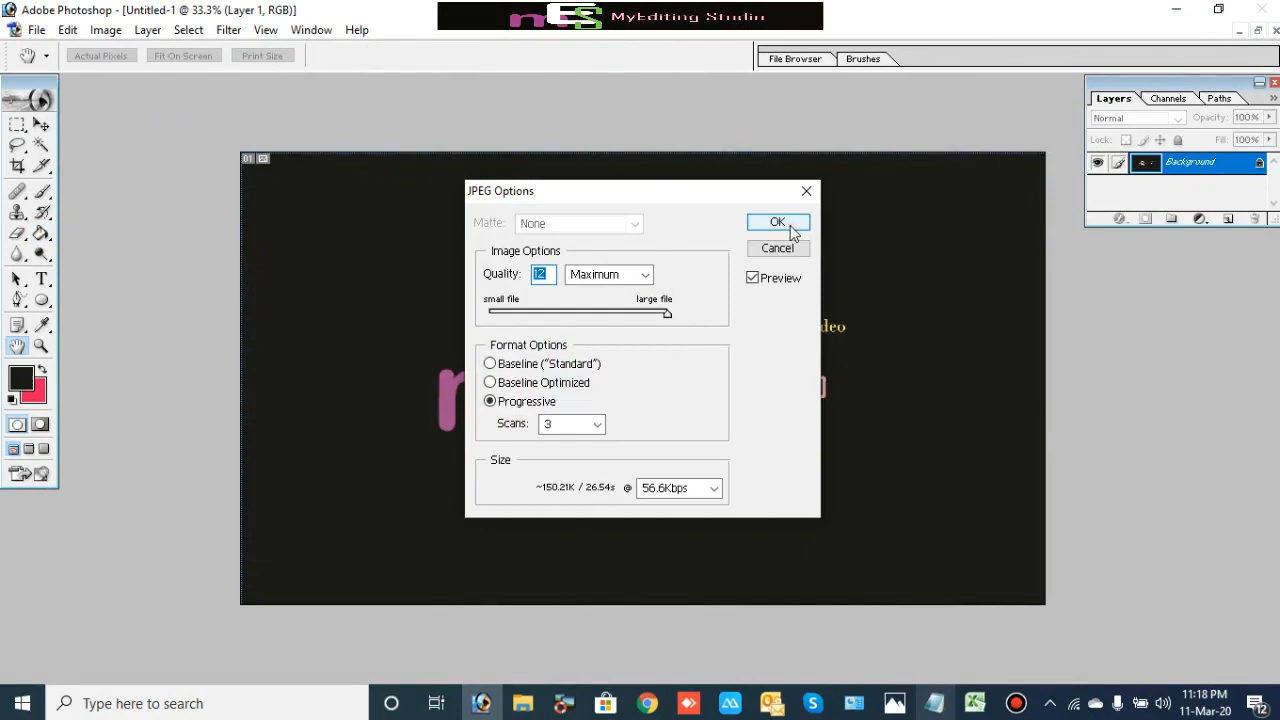 Adobe Photoshop - [Untitled-1 @ 33.3% (Layer 1, RGB)]
MyEditing Studio
File Edit Image Layer Select Filter View Window Help
Actual Pixels Fit On Screen Print Size
File Browser Brushes
Layers Channels Paths
Normal Opacity: 100%
Lock: Fill: 100%
Background
01
JPEG Options
Matte: None
OK
Cancel
Image Options
Quality: 12 Maximum
Preview
small file large file
Format Options
Baseline ("Standard")
Baseline Optimized
Progressive
Scans: 3
Size
~150.21K / 26.54s @ 56.6Kbps
Type here to search
11:18 PM
11-Mar-20
12